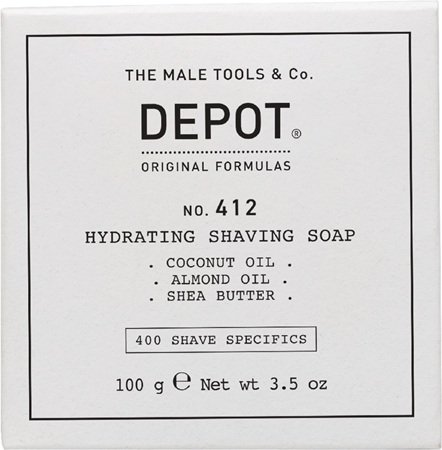 THE MALE TOOLS & Co.
DEPOT®
ORIGINAL FORMULAS
NO. 412
HYDRATING SHAVING SOAP
. COCONUT OIL .
. ALMOND OIL .
. SHEA BUTTER .
400 SHAVE SPECIFICS
100 g ℮ Net wt 3.5 oz